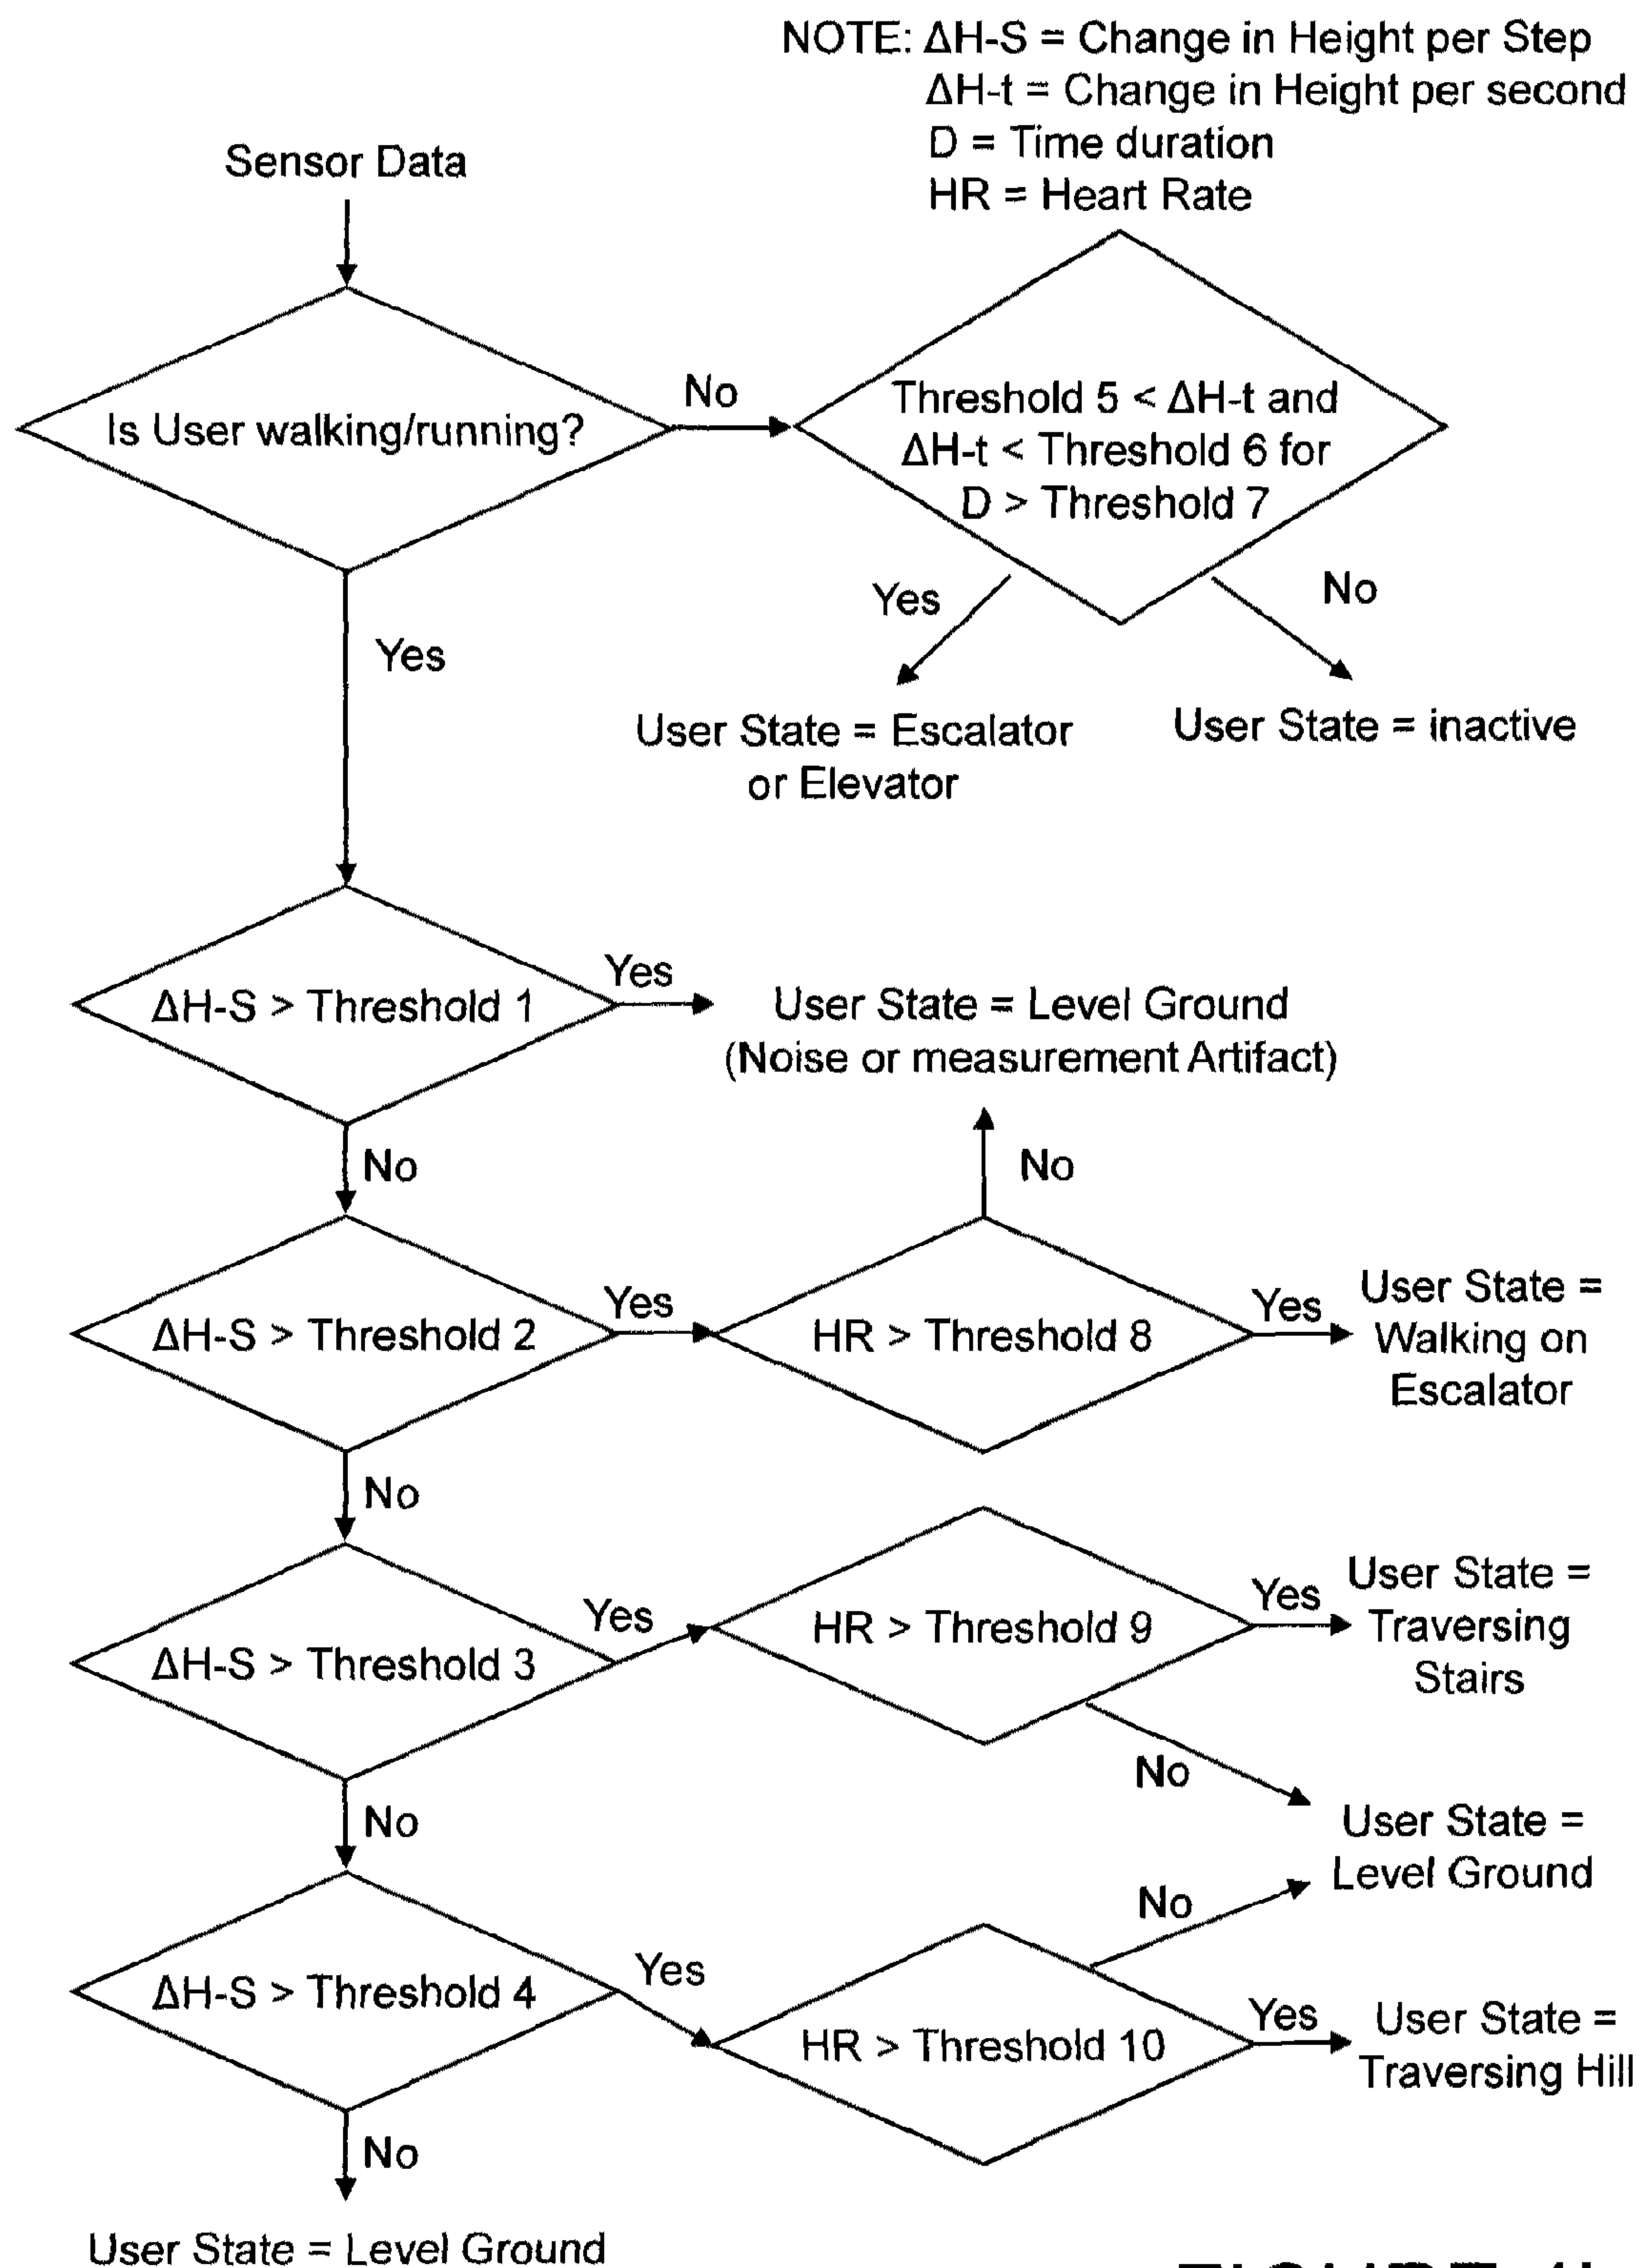 NOTE: ΔH-S = Change in Height per Step
ΔH-t = Change in Height per second
D = Time duration
HR = Heart Rate
Sensor Data
Is User walking/running?
No
Threshold 5 < ΔH-t and
ΔH-t < Threshold 6 for
D > Threshold 7
Yes
No
User State = Escalator
or Elevator
User State = inactive
Yes
ΔH-S > Threshold 1
Yes
User State = Level Ground
(Noise or measurement Artifact)
No
No
ΔH-S > Threshold 2
Yes
HR > Threshold 8
Yes
User State =
Walking on
Escalator
No
ΔH-S > Threshold 3
Yes
HR > Threshold 9
Yes
User State =
Traversing
Stairs
No
No
User State =
Level Ground
No
ΔH-S > Threshold 4
Yes
HR > Threshold 10
Yes
User State =
Traversing Hill
No
User State = Level Ground